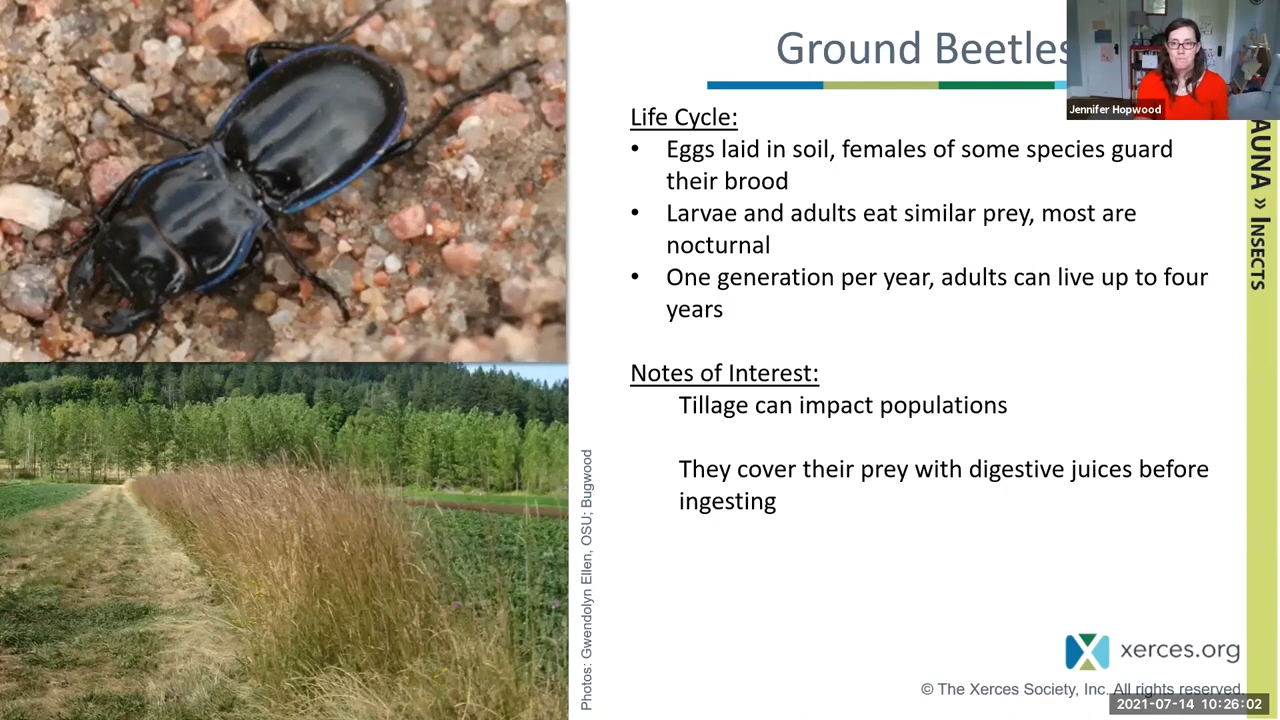 Ground Beetles
Jennifer Hopwood
Life Cycle:
• Eggs laid in soil, females of some species guard
their brood
• Larvae and adults eat similar prey, most are
nocturnal
• One generation per year, adults can live up to four
years
Notes of Interest:
Tillage can impact populations
They cover their prey with digestive juices before
ingesting
Photos: Gwendolyn Ellen, OSU; Bugwood
AUNA » INSECTS
xerces.org
© The Xerces Society, Inc. All rights reserved.
2021-07-14 10:26:02